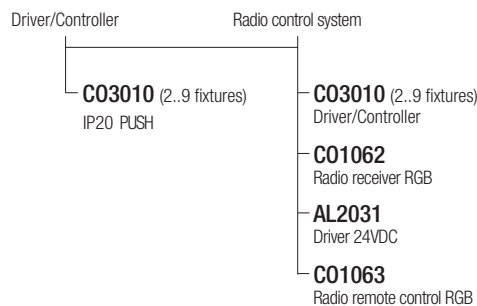 Driver/Controller
Radio control system
CO3010 (2..9 fixtures)
IP20 PUSH
CO3010 (2..9 fixtures)
Driver/Controller
CO1062
Radio receiver RGB
AL2031
Driver 24VDC
CO1063
Radio remote control RGB